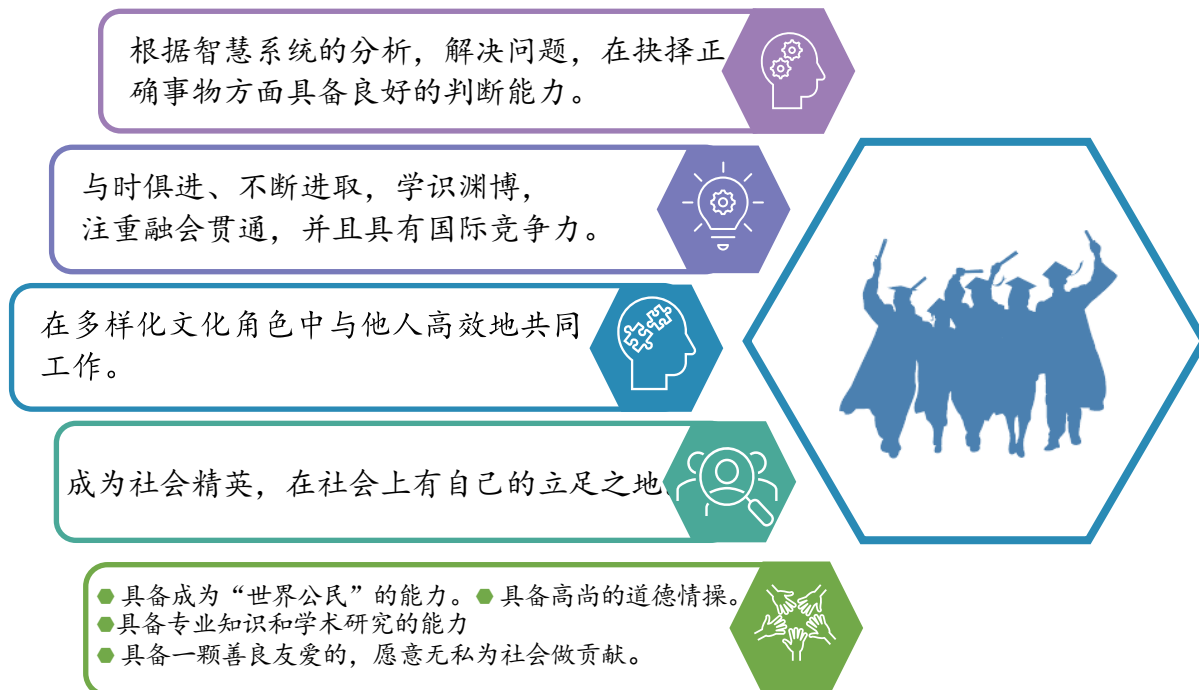 根据智慧系统的分析，解决问题，在抉择正
确事物方面具备良好的判断能力。
与时俱进、不断进取，学识渊博，
注重融会贯通，并且具有国际竞争力。
在多样化文化角色中与他人高效地共同
工作。
成为社会精英，在社会上有自己的立足之地。
具备成为“世界公民”的能力。 具备高尚的道德情操。
具备专业知识和学术研究的能力
具备一颗善良友爱的，愿意无私为社会做贡献。